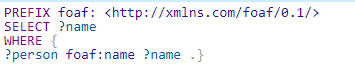 PREFIX foaf: <http://xmlns.com/foaf/0.1/>
SELECT ?name
WHERE {
?person foaf:name ?name .}